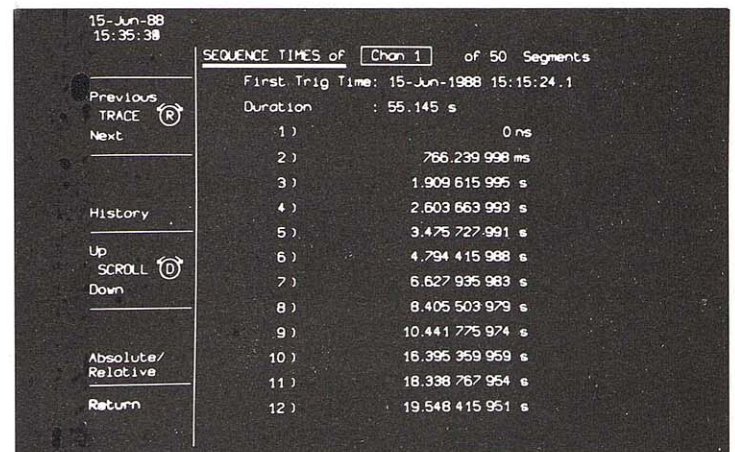 15-Jun-88
15:35:38
SEQUENCE TIMES of Chan 1 of 50 Segments
First Trig Time: 15-Jun-1988 15:15:24.1
Duration : 55.145 s
Previous
TRACE R
Next
History
Up
SCROLL D
Down
Absolute/
Relative
Return
1) 0 ns
2) 766.239 998 ms
3) 1.909 615 995 s
4) 2.603 663 993 s
5) 3.475 727.991 s
6) 4.794 415 988 s
7) 6.627 935 983 s
8) 8.405 503 979 s
9) 10.441 775 974 s
10) 16.395 359 959 s
11) 18.338 767 954 s
12) 19.548 415 951 s